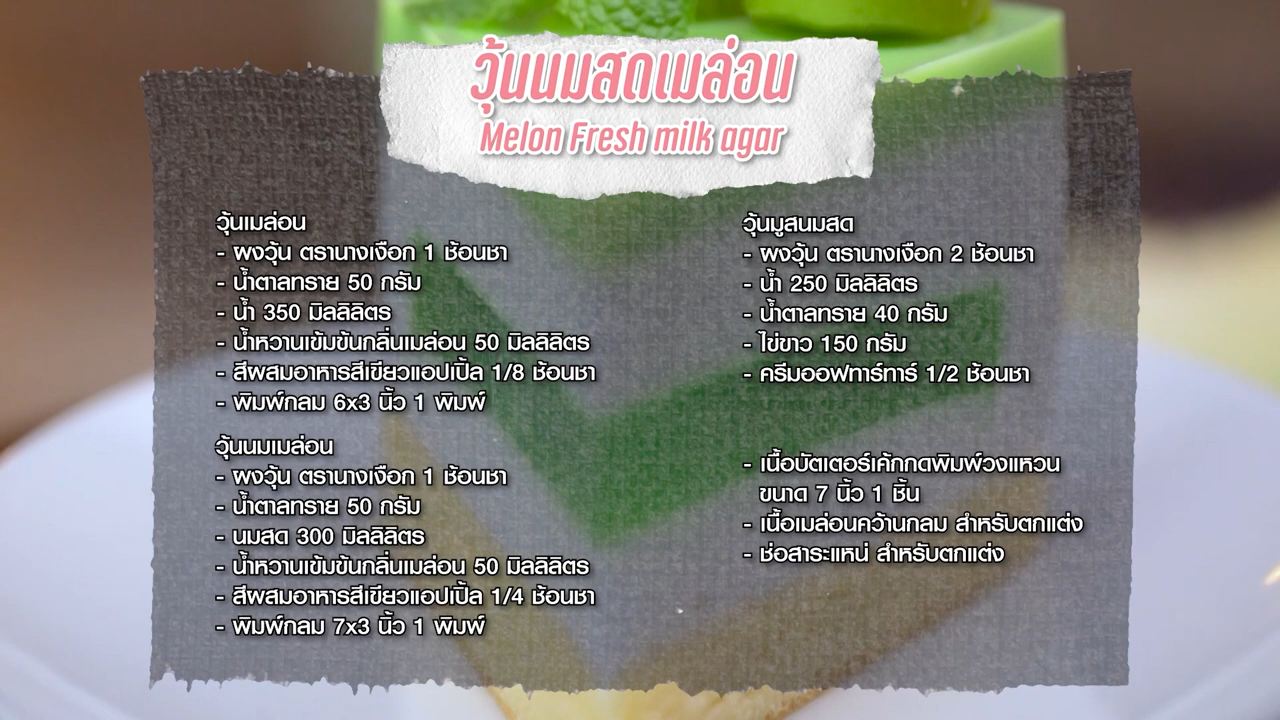 วุ้นนมสดเมล่อน
Melon Fresh milk agar
วุ้นเมล่อน
- ผงวุ้น ตรานางเงือก 1 ช้อนชา
- น้ำตาลทราย 50 กรัม
- น้ำ 350 มิลลิลิตร
- น้ำหวานเข้มข้นกลิ่นเมล่อน 50 มิลลิลิตร
- สีผสมอาหารสีเขียวแอปเปิ้ล 1/8 ช้อนชา
- พิมพ์กลม 6x3 นิ้ว 1 พิมพ์
วุ้นนมเมล่อน
- ผงวุ้น ตรานางเงือก 1 ช้อนชา
- น้ำตาลทราย 50 กรัม
- นมสด 300 มิลลิลิตร
- น้ำหวานเข้มข้นกลิ่นเมล่อน 50 มิลลิลิตร
- สีผสมอาหารสีเขียวแอปเปิ้ล 1/4 ช้อนชา
- พิมพ์กลม 7x3 นิ้ว 1 พิมพ์
วุ้นมูสนมสด
- ผงวุ้น ตรานางเงือก 2 ช้อนชา
- น้ำ 250 มิลลิลิตร
- น้ำตาลทราย 40 กรัม
- ไข่ขาว 150 กรัม
- ครีมออฟทาร์ทาร์ 1/2 ช้อนชา
- เนื้อบัตเตอร์เค้กกดพิมพ์วงแหวน
ขนาด 7 นิ้ว 1 ชิ้น
- เนื้อเมล่อนคว้านกลม สำหรับตกแต่ง
- ช่อสาระแหน่ สำหรับตกแต่ง